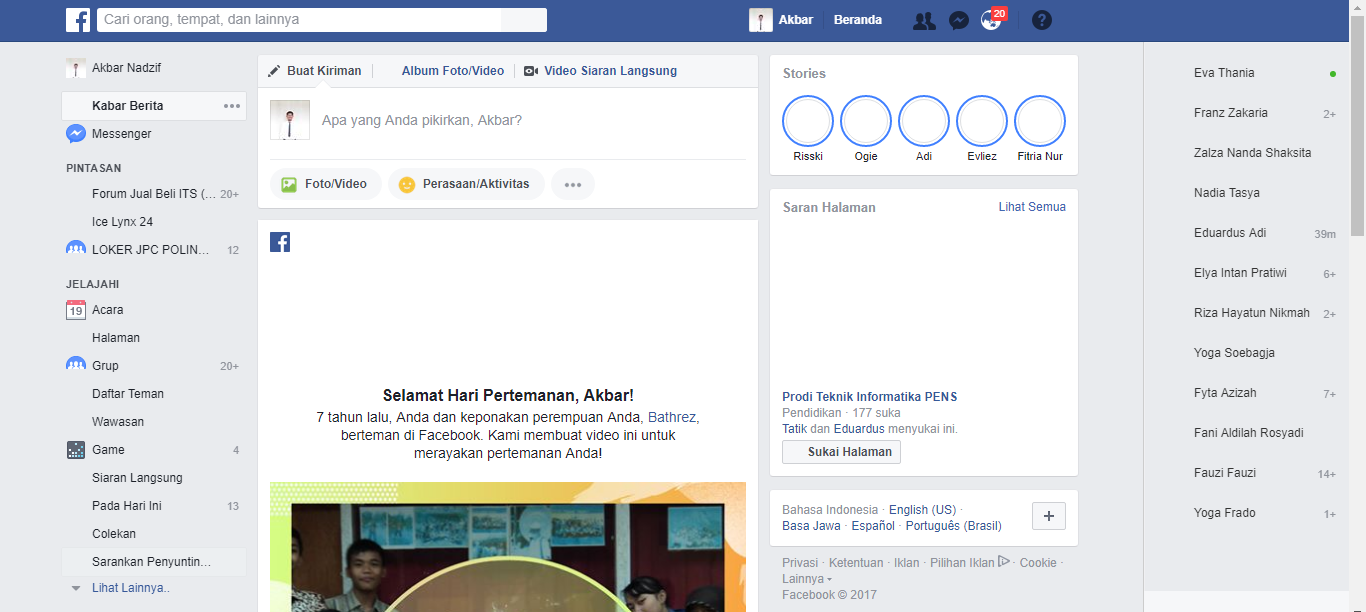 Cari orang, tempat, dan lainnya
Akbar
Beranda
20
Akbar Nadzif
Kabar Berita
Messenger
PINTASAN
Forum Jual Beli ITS (... 20+
Ice Lynx 24
LOKER JPC POLIN... 12
JELAJAHI
19 Acara
Halaman
Grup 20+
Daftar Teman
Wawasan
Game 4
Siaran Langsung
Pada Hari Ini 13
Colekan
Sarankan Penyuntin...
Lihat Lainnya..
Buat Kiriman
Album Foto/Video
Video Siaran Langsung
Apa yang Anda pikirkan, Akbar?
Foto/Video
Perasaan/Aktivitas
Selamat Hari Pertemanan, Akbar!
7 tahun lalu, Anda dan keponakan perempuan Anda, Bathrez,
berteman di Facebook. Kami membuat video ini untuk
merayakan pertemanan Anda!
Stories
Risski
Ogie
Adi
Evliez
Fitria Nur
Saran Halaman
Lihat Semua
Prodi Teknik Informatika PENS
Pendidikan · 177 suka
Tatik dan Eduardus menyukai ini.
Sukai Halaman
Bahasa Indonesia · English (US) ·
Basa Jawa · Español · Português (Brasil)
Privasi · Ketentuan · Iklan · Pilihan Iklan · Cookie ·
Lainnya
Facebook © 2017
Eva Thania
Franz Zakaria 2+
Zalza Nanda Shaksita
Nadia Tasya
Eduardus Adi 39m
Elya Intan Pratiwi 6+
Riza Hayatun Nikmah 2+
Yoga Soebagja
Fyta Azizah 7+
Fani Aldilah Rosyadi
Fauzi Fauzi 14+
Yoga Frado 1+